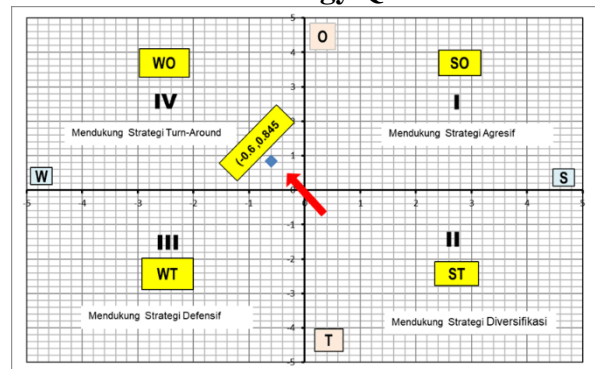 5
O
4
WO
SO
3
IV
I
2
Mendukung Strategi Turn-Around
Mendukung Strategi Agresif
(-0.6 ,0.845
1
W
S
-5 -4 -3 -2 -1 0 1 2 3 4 5
-1
III
II
-2
WT
ST
-3
Mendukung Strategi Defensif
Mendukung Strategi Diversifikasi
-4
T
-5